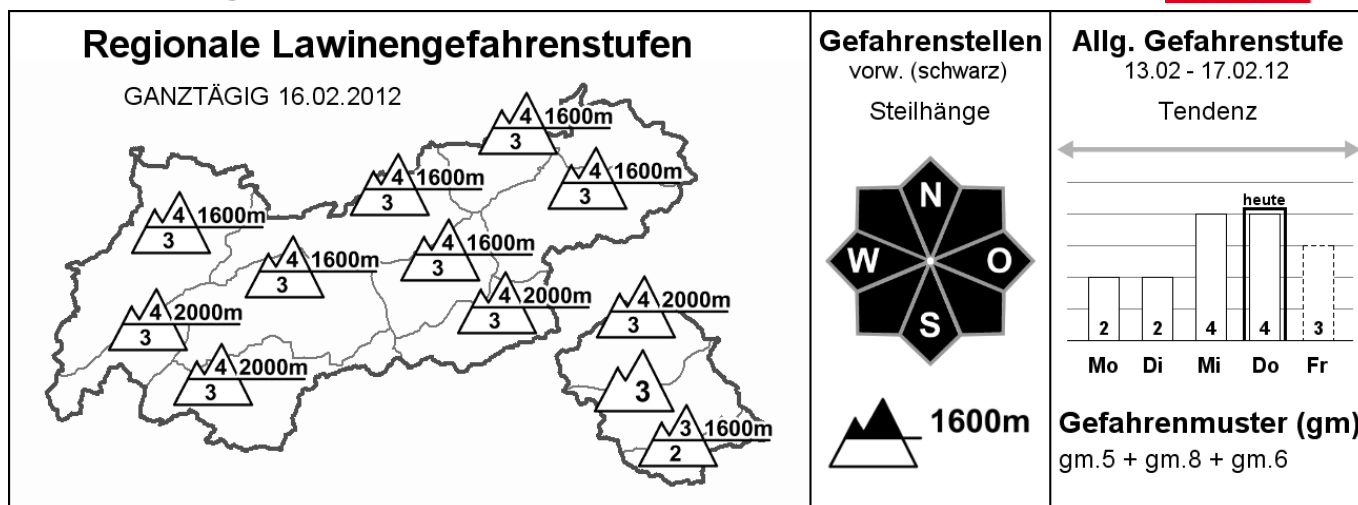 Regionale Lawinengefahrenstufen
GANZTÄGIG 16.02.2012
4 1600m
3
4 1600m
3
4 1600m
3
4 1600m
3
4 1600m
3
4 1600m
3
4 2000m
3
4 2000m
3
4 2000m
3
4 2000m
3
3
3 1600m
2
Gefahrenstellen
vorw. (schwarz)
Steilhänge
N
W O
S
1600m
Allg. Gefahrenstufe
13.02 - 17.02.12
Tendenz
heute
2 2 4 4 3
Mo Di Mi Do Fr
Gefahrenmuster (gm)
gm.5 + gm.8 + gm.6